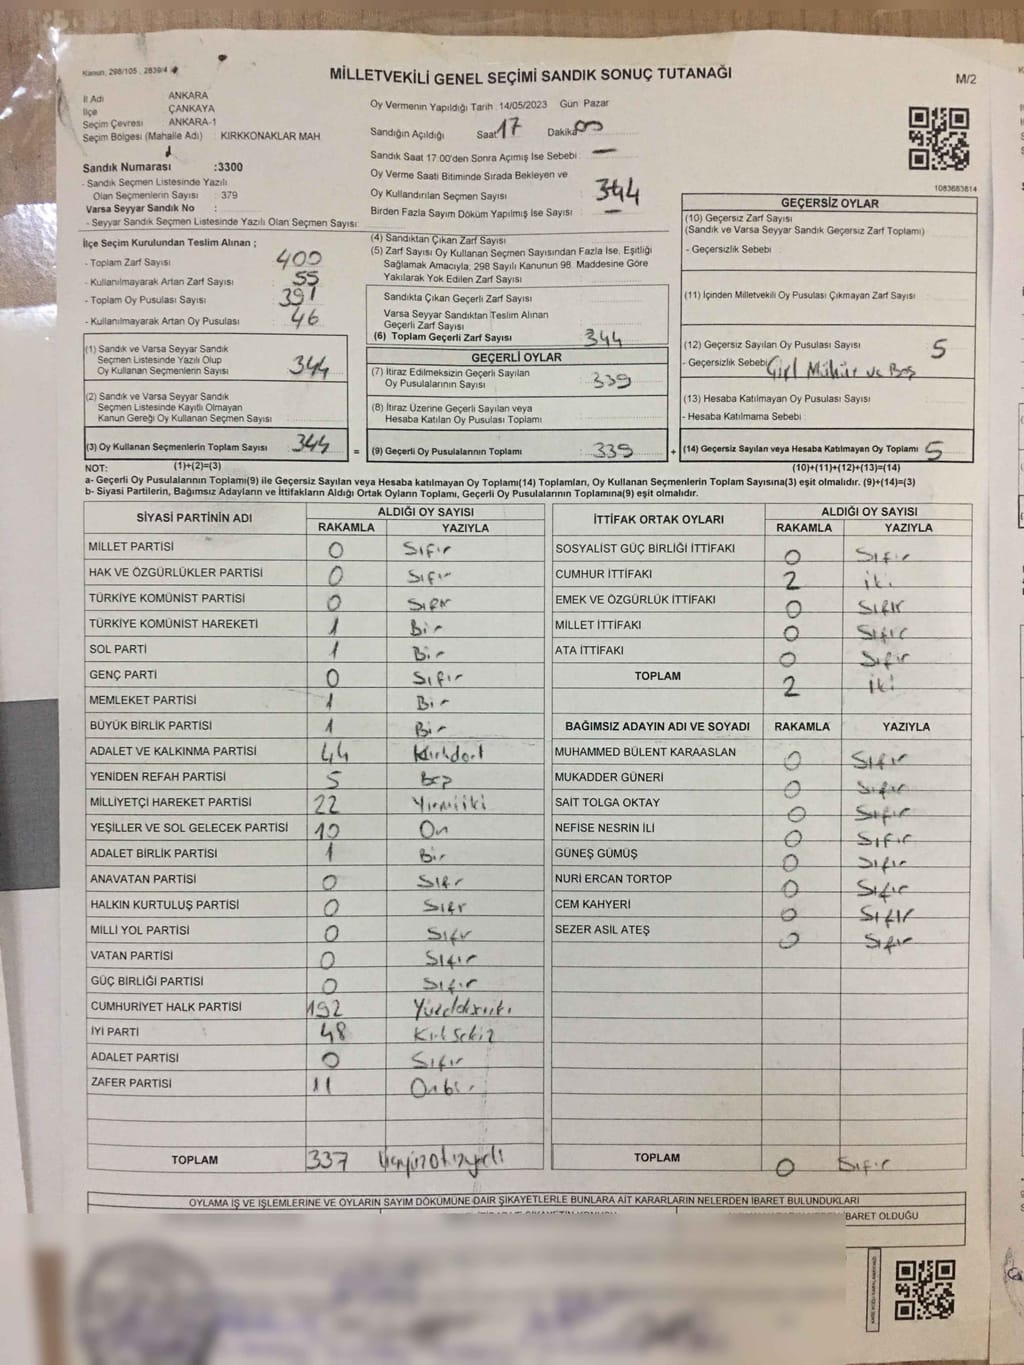 Kanun, 298/105 , 2839/4
MİLLETVEKİLİ GENEL SEÇİMİ SANDIK SONUÇ TUTANAĞI
M/2
İl Adı ANKARA
İlçe ÇANKAYA
Seçim Çevresi ANKARA-1
Seçim Bölgesi (Mahalle Adı) : KIRKKONAKLAR MAH
Sandık Numarası :3300
- Sandık Seçmen Listesinde Yazılı
Olan Seçmenlerin Sayısı : 379
Varsa Seyyar Sandık No :
- Seyyar Sandık Seçmen Listesinde Yazılı Olan Seçmen Sayısı:
Oy Vermenin Yapıldığı Tarih :14/05/2023 Gün Pazar
Sandığın Açıldığı Saat 17 Dakika 00
Sandık Saat 17:00'den Sonra Açımış İse Sebebi : —
Oy Verme Saati Bitiminde Sırada Bekleyen ve
Oy Kullandırılan Seçmen Sayısı : 344
Birden Fazla Sayım Döküm Yapılmış İse Sayısı : —
1083683814
İlçe Seçim Kurulundan Teslim Alınan ;
- Toplam Zarf Sayısı : 400
- Kullanılmayarak Artan Zarf Sayısı : 55
- Toplam Oy Pusulası Sayısı : 391
- Kullanılmayarak Artan Oy Pusulası : 46
(1) Sandık ve Varsa Seyyar Sandık
Seçmen Listesinde Yazılı Olup
Oy Kullanan Seçmenlerin Sayısı : 344
(2) Sandık ve Varsa Seyyar Sandık
Seçmen Listesinde Kayıtlı Olmayan
Kanun Gereği Oy Kullanan Seçmen Sayısı :
(3) Oy Kullanan Seçmenlerin Toplam Sayısı : 344
(4) Sandıktan Çıkan Zarf Sayısı :
(5) Zarf Sayısı Oy Kullanan Seçmen Sayısından Fazla İse, Eşitliği
Sağlamak Amacıyla, 298 Sayılı Kanunun 98. Maddesine Göre
Yakılarak Yok Edilen Zarf Sayısı :
Sandıkta Çıkan Geçerli Zarf Sayısı :
Varsa Seyyar Sandıktan Teslim Alınan
Geçerli Zarf Sayısı :
(6) Toplam Geçerli Zarf Sayısı : 344
GEÇERLİ OYLAR
(7) İtiraz Edilmeksizin Geçerli Sayılan
Oy Pusulalarının Sayısı : 339
(8) İtiraz Üzerine Geçerli Sayılan veya
Hesaba Katılan Oy Pusulası Toplamı :
= (9) Geçerli Oy Pusulalarının Toplamı : 339
GEÇERSİZ OYLAR
(10) Geçersiz Zarf Sayısı :
(Sandık ve Varsa Seyyar Sandık Geçersiz Zarf Toplamı)
- Geçersizlik Sebebi :
(11) İçinden Milletvekili Oy Pusulası Çıkmayan Zarf Sayısı :
(12) Geçersiz Sayılan Oy Pusulası Sayısı : 5
- Geçersizlik Sebebi : Mühür ve Boş
(13) Hesaba Katılmayan Oy Pusulası Sayısı :
- Hesaba Katılmama Sebebi :
+ (14) Geçersiz Sayılan veya Hesaba Katılmayan Oy Toplamı : 5
NOT: (1)+(2)=(3)
(10)+(11)+(12)+(13)=(14)
a- Geçerli Oy Pusulalarının Toplamı(9) ile Geçersiz Sayılan veya Hesaba katılmayan Oy Toplamı(14) Toplamları, Oy Kullanan Seçmenlerin Toplam Sayısına(3) eşit olmalıdır. (9)+(14)=(3)
b- Siyasi Partilerin, Bağımsız Adayların ve İttifakların Aldığı Ortak Oyların Toplamı, Geçerli Oy Pusulalarının Toplamına(9) eşit olmalıdır.
SİYASİ PARTİNİN ADI ALDIĞI OY SAYISI
RAKAMLA YAZIYLA
MİLLET PARTİSİ 0 Sıfır
HAK VE ÖZGÜRLÜKLER PARTİSİ 0 Sıfır
TÜRKİYE KOMÜNİST PARTİSİ 0 Sıfır
TÜRKİYE KOMÜNİST HAREKETİ 1 Bir
SOL PARTİ 1 Bir
GENÇ PARTİ 0 Sıfır
MEMLEKET PARTİSİ 1 Bir
BÜYÜK BİRLİK PARTİSİ 1 Bir
ADALET VE KALKINMA PARTİSİ 44 Kırkdört
YENİDEN REFAH PARTİSİ 5 Beş
MİLLİYETÇİ HAREKET PARTİSİ 22 Yirmiiki
YEŞİLLER VE SOL GELECEK PARTİSİ 10 On
ADALET BİRLİK PARTİSİ 1 Bir
ANAVATAN PARTİSİ 0 Sıfır
HALKIN KURTULUŞ PARTİSİ 0 Sıfır
MİLLİ YOL PARTİSİ 0 Sıfır
VATAN PARTİSİ 0 Sıfır
GÜÇ BİRLİĞİ PARTİSİ 0 Sıfır
CUMHURİYET HALK PARTİSİ 192 Yüzdoksaniki
İYİ PARTİ 48 Kırksekiz
ADALET PARTİSİ 0 Sıfır
ZAFER PARTİSİ 11 Onbir
TOPLAM 337 Üçyüzotuzyedi
İTTİFAK ORTAK OYLARI ALDIĞI OY SAYISI
RAKAMLA YAZIYLA
SOSYALİST GÜÇ BİRLİĞİ İTTİFAKI 0 Sıfır
CUMHUR İTTİFAKI 2 iki
EMEK VE ÖZGÜRLÜK İTTİFAKI 0 Sıfır
MİLLET İTTİFAKI 0 Sıfır
ATA İTTİFAKI 0 Sıfır
TOPLAM 2 iki
BAĞIMSIZ ADAYIN ADI VE SOYADI RAKAMLA YAZIYLA
MUHAMMED BÜLENT KARAASLAN 0 Sıfır
MUKADDER GÜNERİ 0 Sıfır
SAİT TOLGA OKTAY 0 Sıfır
NEFİSE NESRİN İLİ 0 Sıfır
GÜNEŞ GÜMÜŞ 0 Sıfır
NURİ ERCAN TORTOP 0 Sıfır
CEM KAHYERİ 0 Sıfır
SEZER ASIL ATEŞ 0 Sıfır
TOPLAM 0 Sıfır
OYLAMA İŞ VE İŞLEMLERİNE VE OYLARIN SAYIM DÖKÜMÜNE DAİR ŞİKAYETLERLE BUNLARA AİT KARARLARIN NELERDEN İBARET BULUNDUKLARI
BARET OLDUĞU